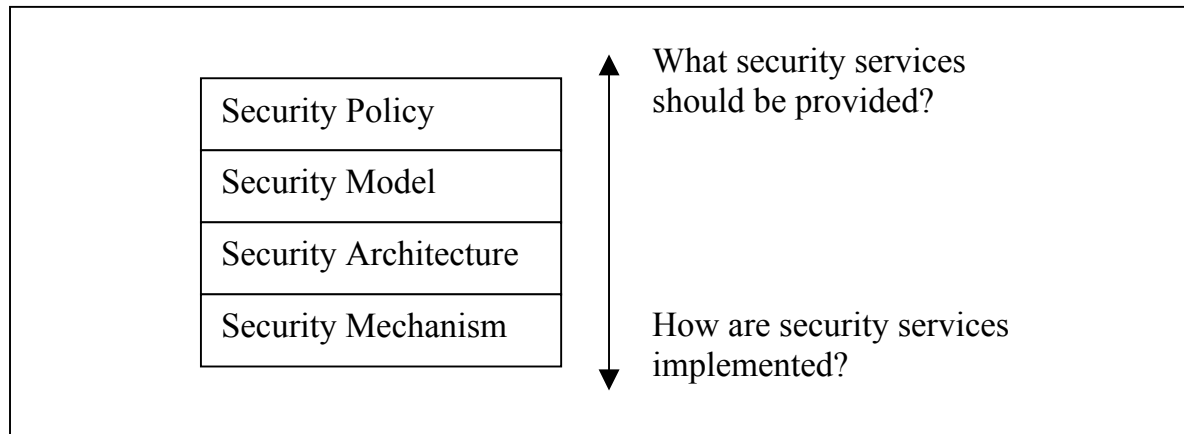 What security services
should be provided?
Security Policy
Security Model
Security Architecture
Security Mechanism
How are security services
implemented?